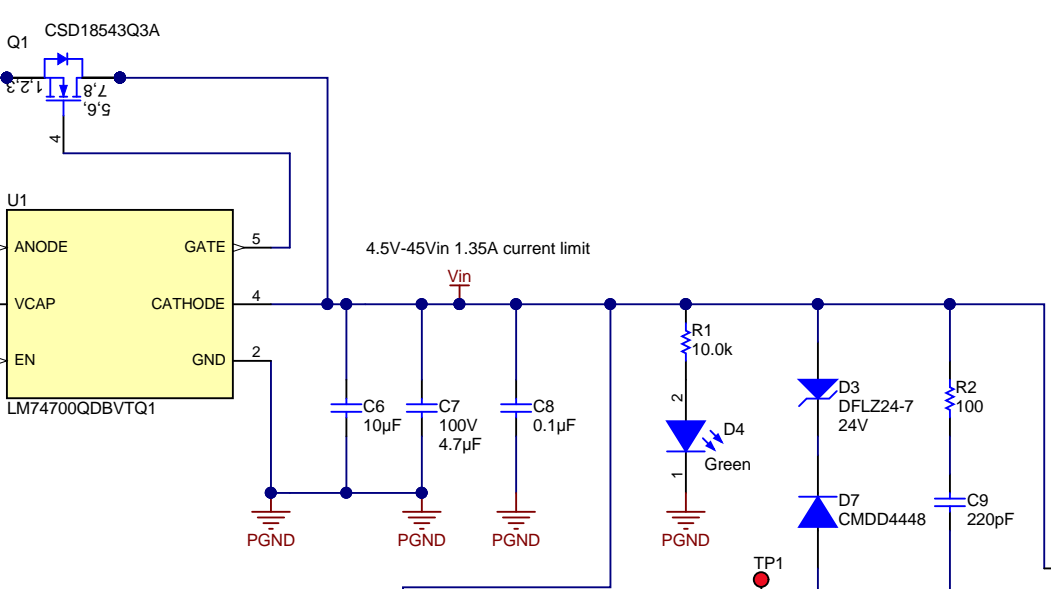 CSD18543Q3A
Q1
1,2,3
7,8
5,6,
4
U1
ANODE
GATE
5
4.5V-45Vin 1.35A current limit
Vin
VCAP
CATHODE
4
EN
GND
2
LM74700QDBVTQ1
C6
10µF
C7
100V
4.7µF
C8
0.1µF
R1
10.0k
2
D4
Green
1
D3
DFLZ24-7
24V
R2
100
D7
CMDD4448
C9
220pF
PGND
PGND
PGND
PGND
TP1